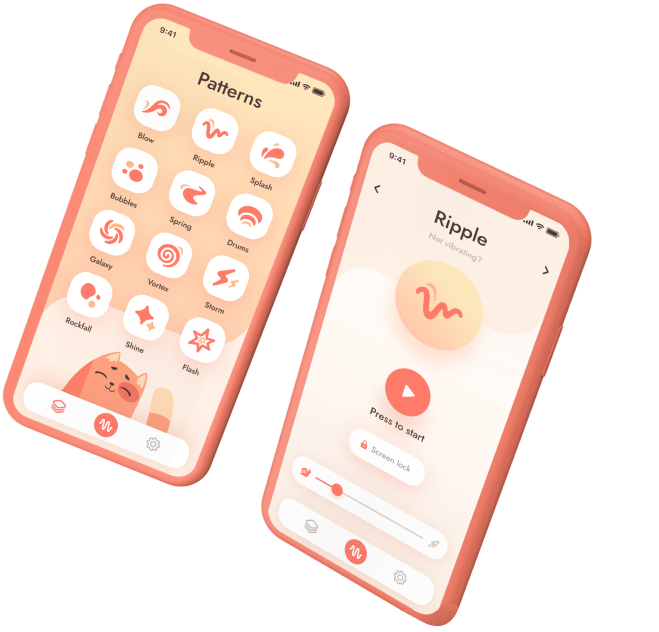 9:41
Patterns
Blow
Ripple
Splash
Bubbles
Spring
Drums
Galaxy
Vortex
Storm
Rockfall
Shine
Flash
9:41
Ripple
Not vibrating?
Press to start
Screen lock